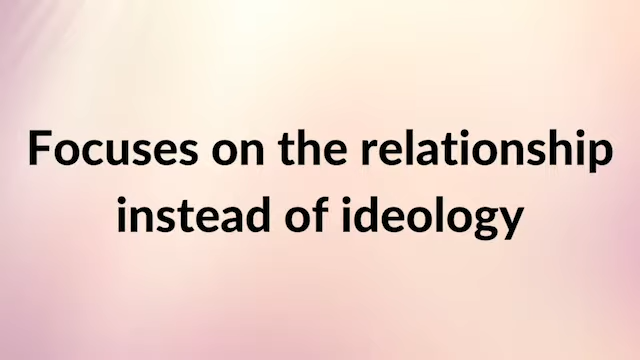 Focuses on the relationship
instead of ideology